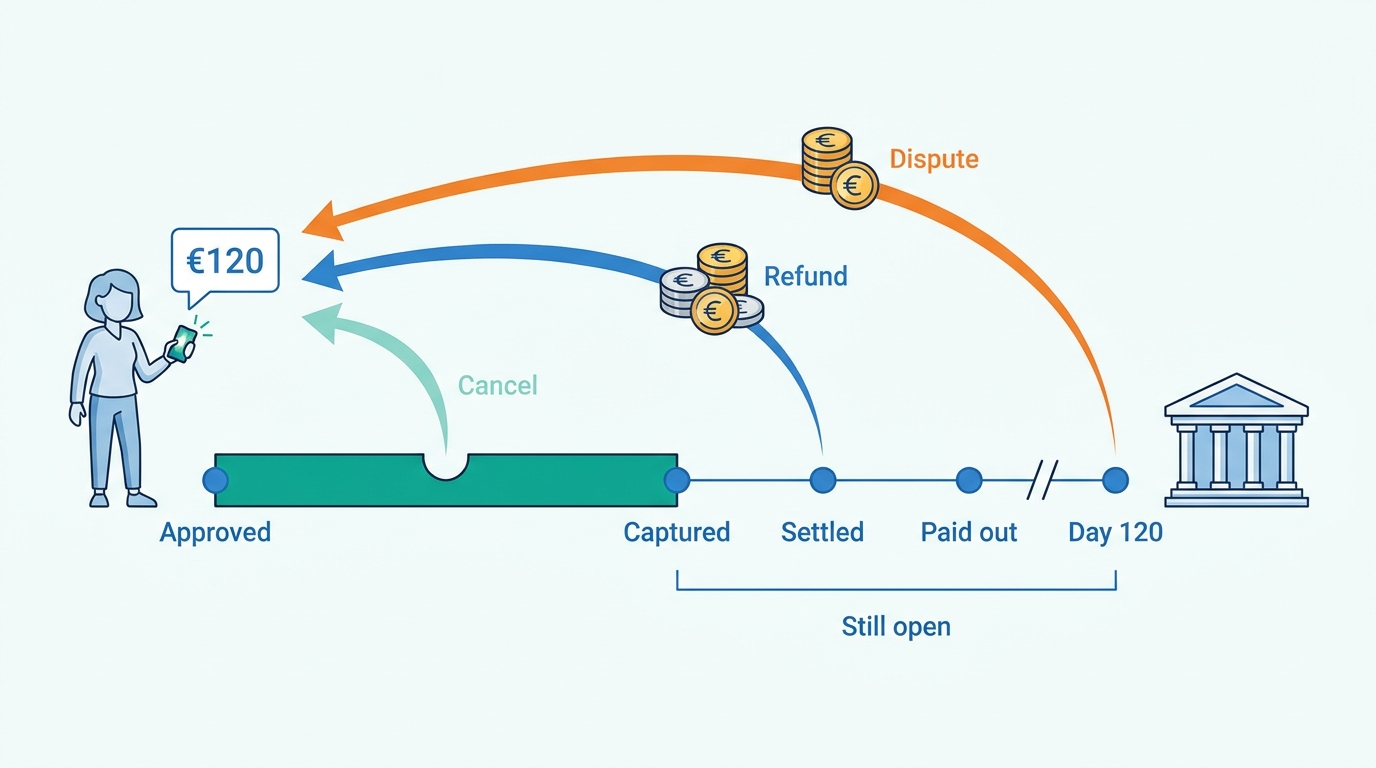 Dispute
€120
Refund
Cancel
Approved
Captured
Settled
Paid out
Day 120
Still open